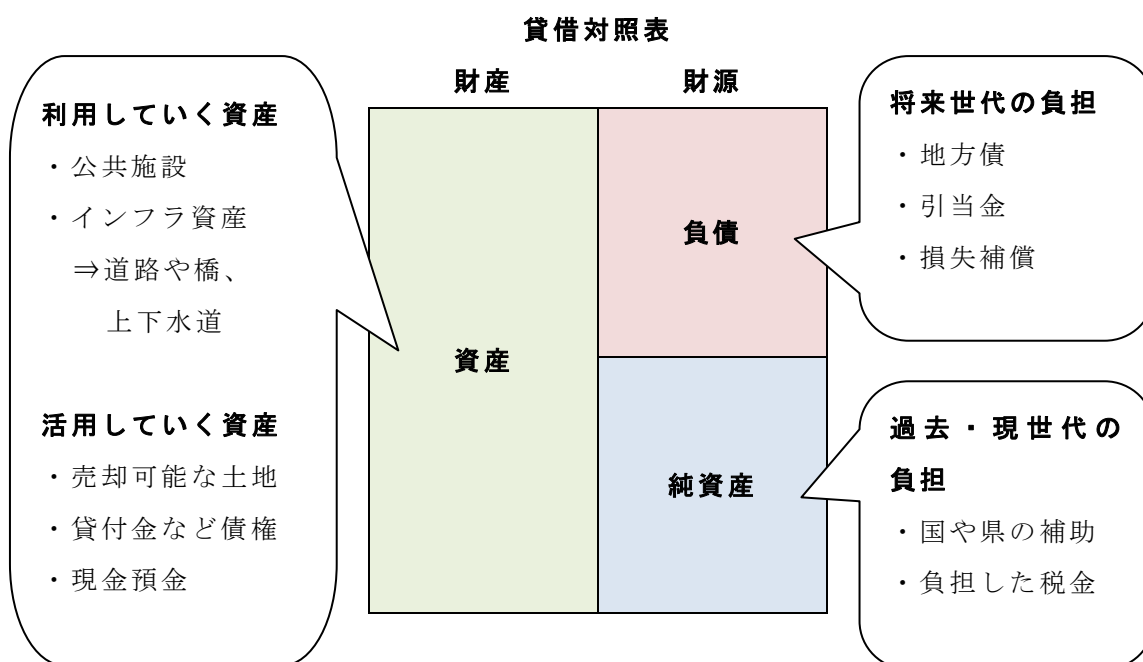 貸借対照表
財産
財源
利用していく資産
・公共施設
・インフラ資産
⇒道路や橋、
上下水道
活用していく資産
・売却可能な土地
・貸付金など債権
・現金預金
資産
負債
純資産
将来世代の負担
・地方債
・引当金
・損失補償
過去・現世代の
負担
・国や県の補助
・負担した税金